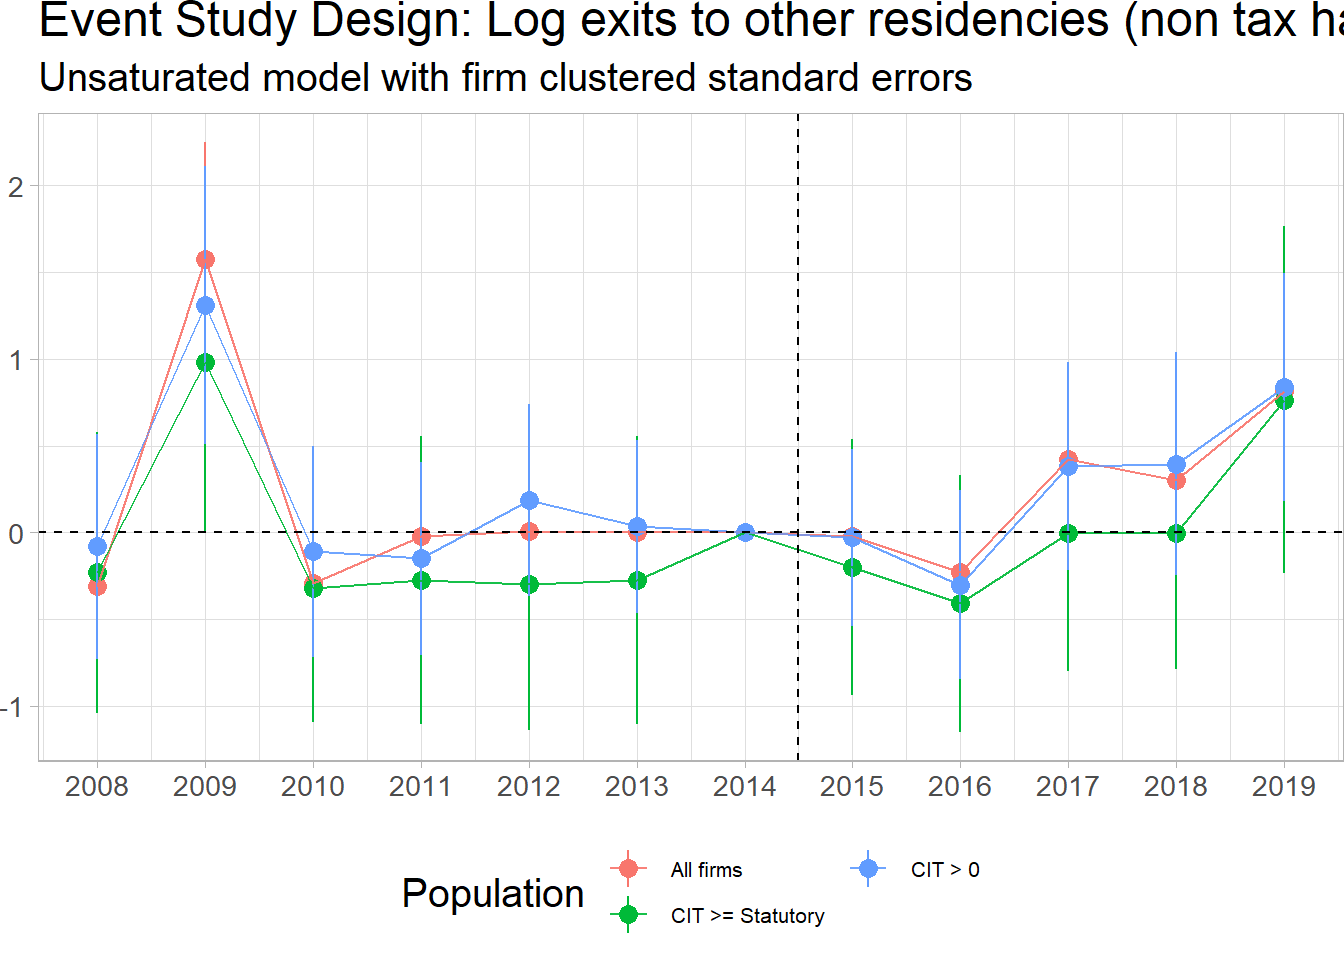 Event Study Design: Log exits to other residencies (non tax ha
Unsaturated model with firm clustered standard errors
2
1
0
-1
2008 2009 2010 2011 2012 2013 2014 2015 2016 2017 2018 2019
Population
All firms
CIT > 0
CIT >= Statutory